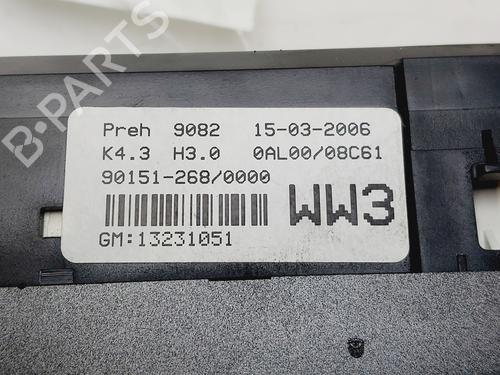 B-PARTS
Preh 9082 15-03-2006
K4.3 H3.0 0AL00/08C61
90151-268/0000
WW3
GM:13231051